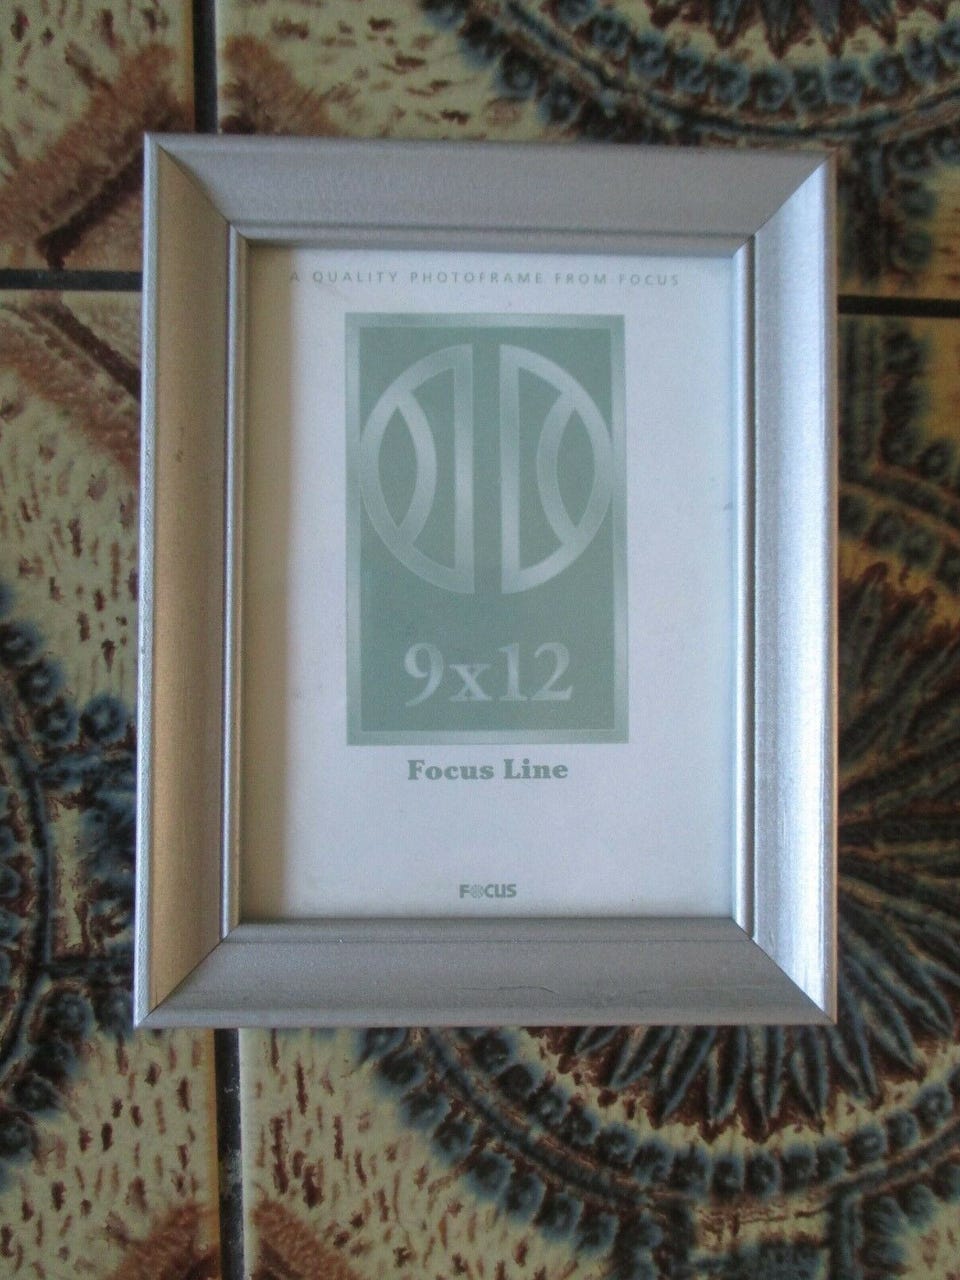 A QUALITY PHOTOFRAME FROM FOCUS
9x12
Focus Line
FOCUS